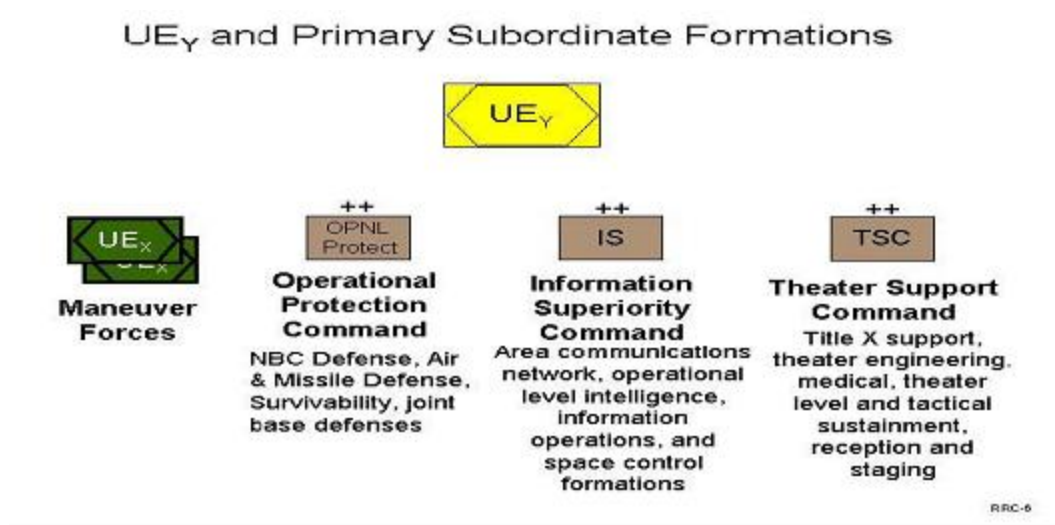 UEY and Primary Subordinate Formations
UEY
UEX
UEX
Maneuver
Forces
++
OPNL
Protect
Operational
Protection
Command
NBC Defense, Air
& Missile Defense,
Survivability, joint
base defenses
++
IS
Information
Superiority
Command
Area communications
network, operational
level intelligence,
information
operations, and
space control
formations
++
TSC
Theater Support
Command
Title X support,
theater engineering,
medical, theater
level and tactical
sustainment,
reception and
staging
RRC-6